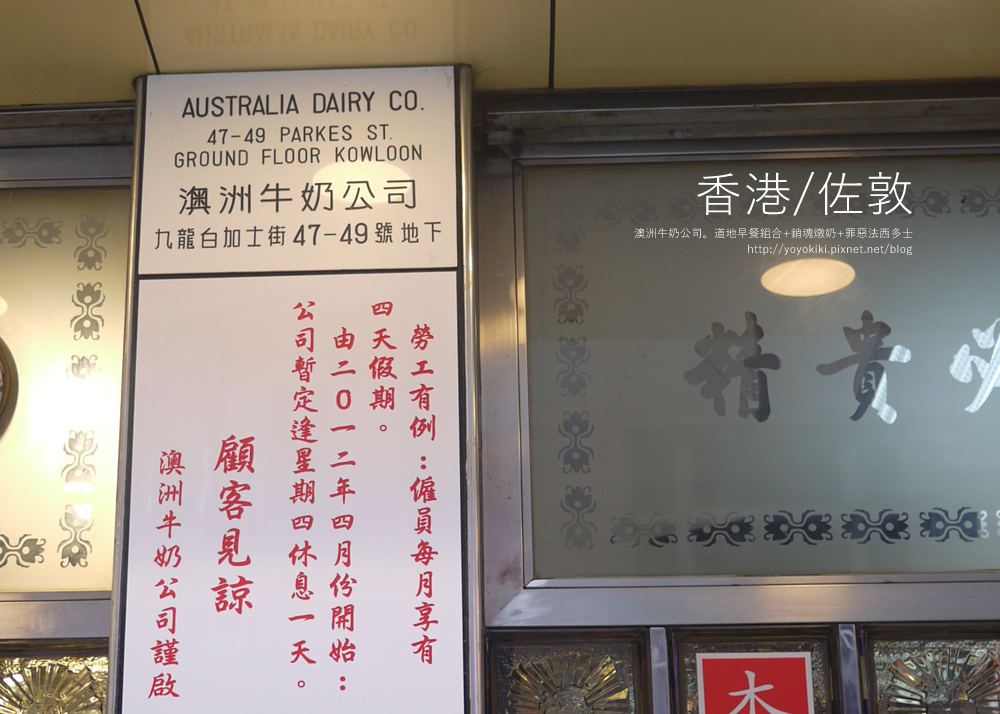 AUSTRALIA DAIRY CO.
47-49 PARKES ST.
GROUND FLOOR KOWLOON
澳洲牛奶公司
九龍白加士街47-49號地下
勞工有例：僱員每月享有
四天假期。
由二0一二年四月份開始：
公司暫定逢星期四休息一天。
顧客見諒
澳洲牛奶公司謹啟
香港/佐敦
澳洲牛奶公司。道地早餐組合+銷魂燉奶+罪惡法西多士
http://yoyokiki.pixnet.net/blog
精貴